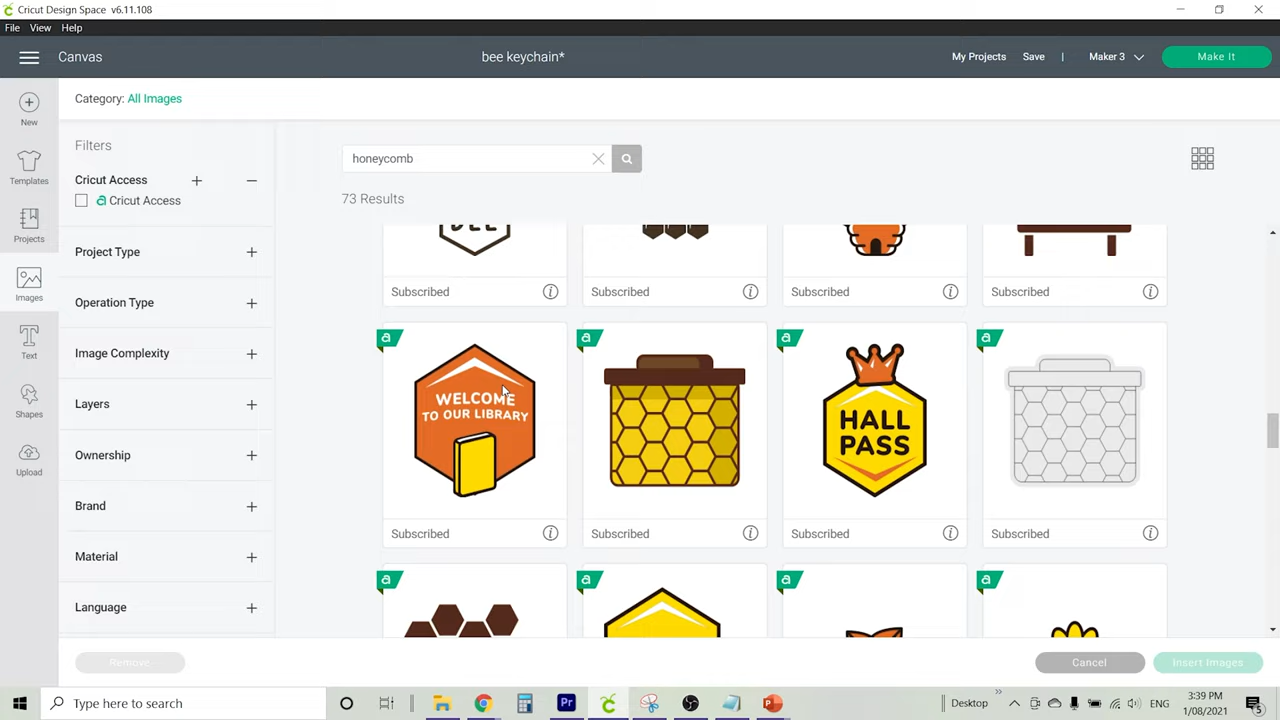 Cricut Design Space v6.11.108
File View Help
Canvas
bee keychain*
My Projects Save | Maker 3 Make It
New
Templates
Projects
Images
Text
Shapes
Upload
Category: All Images
Filters
Cricut Access
a Cricut Access
Project Type
Operation Type
Image Complexity
Layers
Ownership
Brand
Material
Language
Remove
honeycomb
73 Results
Subscribed
Subscribed
Subscribed
Subscribed
WELCOME
TO OUR LIBRARY
HALL
PASS
Subscribed
Subscribed
Subscribed
Subscribed
Cancel
Insert Images
Type here to search
Desktop
ENG
3:39 PM
1/08/2021
5